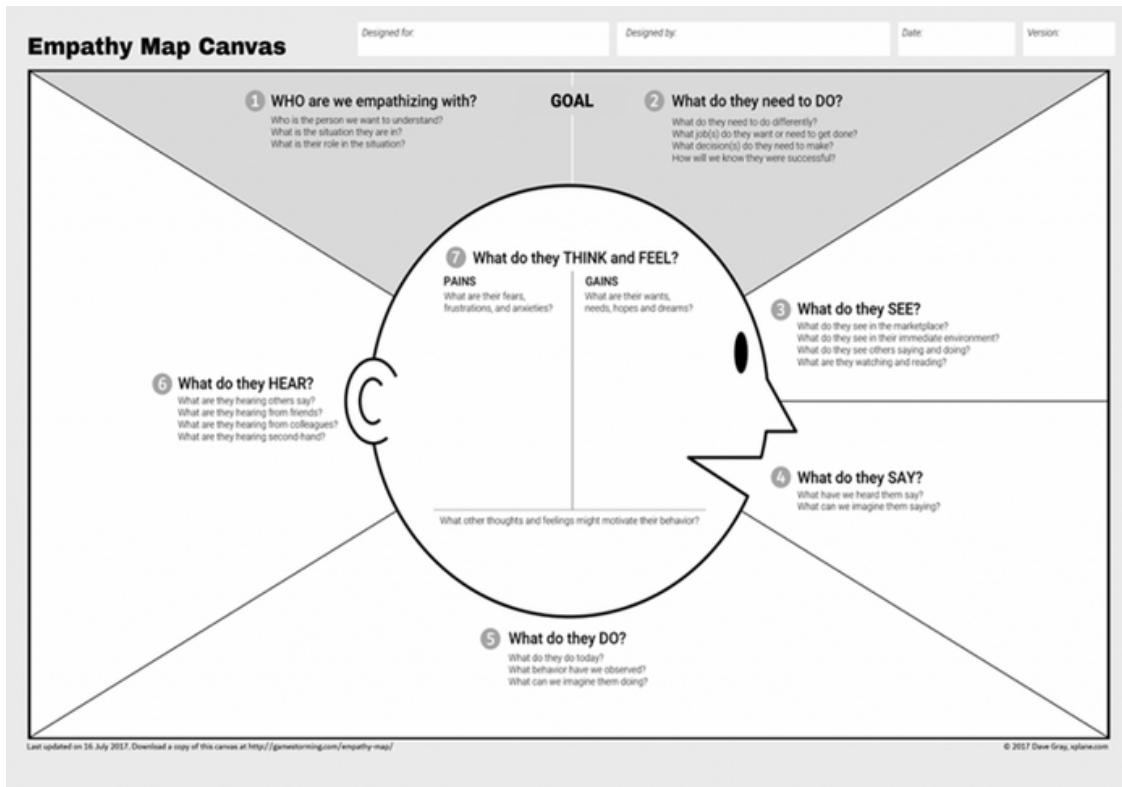 Empathy Map Canvas
Designed for:
Designed by:
Date:
Version:
1 WHO are we empathizing with?
Who is the person we want to understand?
What is the situation they are in?
What is their role in the situation?
GOAL
2 What do they need to DO?
What do they need to do differently?
What job(s) do they want or need to get done?
What decision(s) do they need to make?
How will we know they were successful?
3 What do they SEE?
What do they see in the marketplace?
What do they see in their immediate environment?
What do they see others saying and doing?
What are they watching and reading?
4 What do they SAY?
What have we heard them say?
What can we imagine them saying?
5 What do they DO?
What do they do today?
What behavior have we observed?
What can we imagine them doing?
6 What do they HEAR?
What are they hearing others say?
What are they hearing from friends?
What are they hearing from colleagues?
What are they hearing second-hand?
7 What do they THINK and FEEL?
PAINS
What are their fears,
frustrations, and anxieties?
GAINS
What are their wants,
needs, hopes and dreams?
What other thoughts and feelings might motivate their behavior?
Last updated on 16 July 2017. Download a copy of this canvas at http://gamestorming.com/empathy-map/
© 2017 Dave Gray, xplane.com